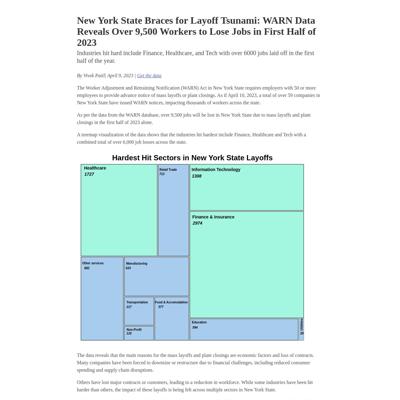 New York State Braces for Layoff Tsunami: WARN Data
Reveals Over 9,500 Workers to Lose Jobs in First Half of
2023
Industries hit hard include Finance, Healthcare, and Tech with over 6000 jobs laid off in the first
half of the year.
April 9, 2023 | Get the data
The Worker Adjustment and Retraining Notification (WARN) Act in New York State requires employers with 50 or more
employees to provide advance notice of mass layoffs or plant closings. As of April 10, 2023, a total over of 59 companies in
New York State have issued WARN notices, impacting thousands of workers across the state.
As per the data from the WARN database, over 9,500 jobs will be lost in New York State due to mass layoffs and plant
closings in the first half of 2023 alone.
A treemap visualization of the data shows that the industries hit hardest include Finance, Healthcare and Tech with a
combined total of over 6,000 job losses across the state.
Hardest Hit Sectors in New York State Layoffs
Healthcare
1727
Retail Trade
Information Technology
1398
Finance & Insurance
2974
Other services
Manufacturing
Transportation
Food & Accomodation
Non-Profit
Education
The data reveals that the main reasons for the mass layoffs and plant closings are economic factors and loss of contracts.
Many companies have been forced to downsize or restructure due to financial challenges, including reduced consumer
spending and supply chain disruptions.
Others have lost major contracts or customers, leading to a reduction in workforce. While some industries have been hit
harder than others, the impact of these layoffs is being felt across multiple sectors in New York State.